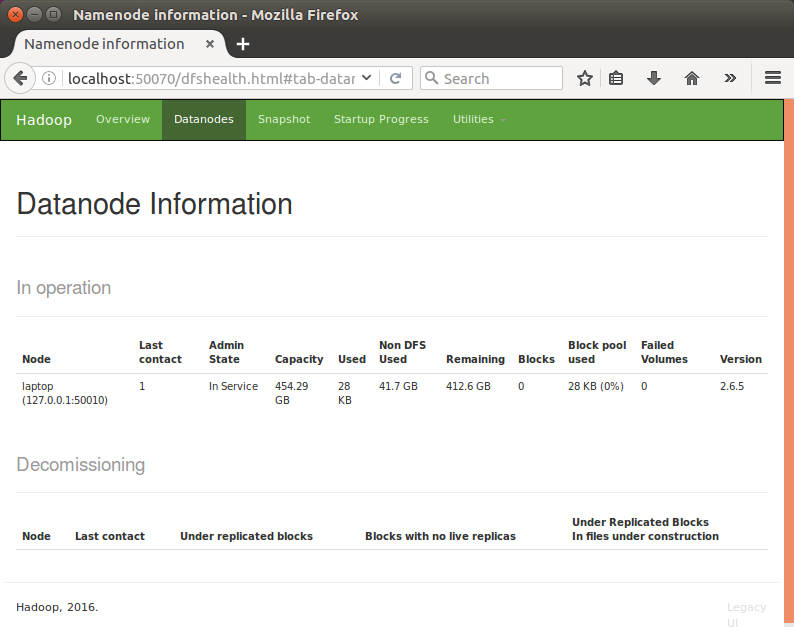 Namenode information - Mozilla Firefox
Namenode information
localhost:50070/dfshealth.html#tab-datar
Search
Hadoop Overview Datanodes Snapshot Startup Progress Utilities
Datanode Information
In operation
Node Last contact Admin State Capacity Used Non DFS Used Remaining Blocks Block pool used Failed Volumes Version
laptop (127.0.0.1:50010) 1 In Service 454.29 GB 28 KB 41.7 GB 412.6 GB 0 28 KB (0%) 0 2.6.5
Decomissioning
Node Last contact Under replicated blocks Blocks with no live replicas Under Replicated Blocks In files under construction
Hadoop, 2016.
Legacy UI